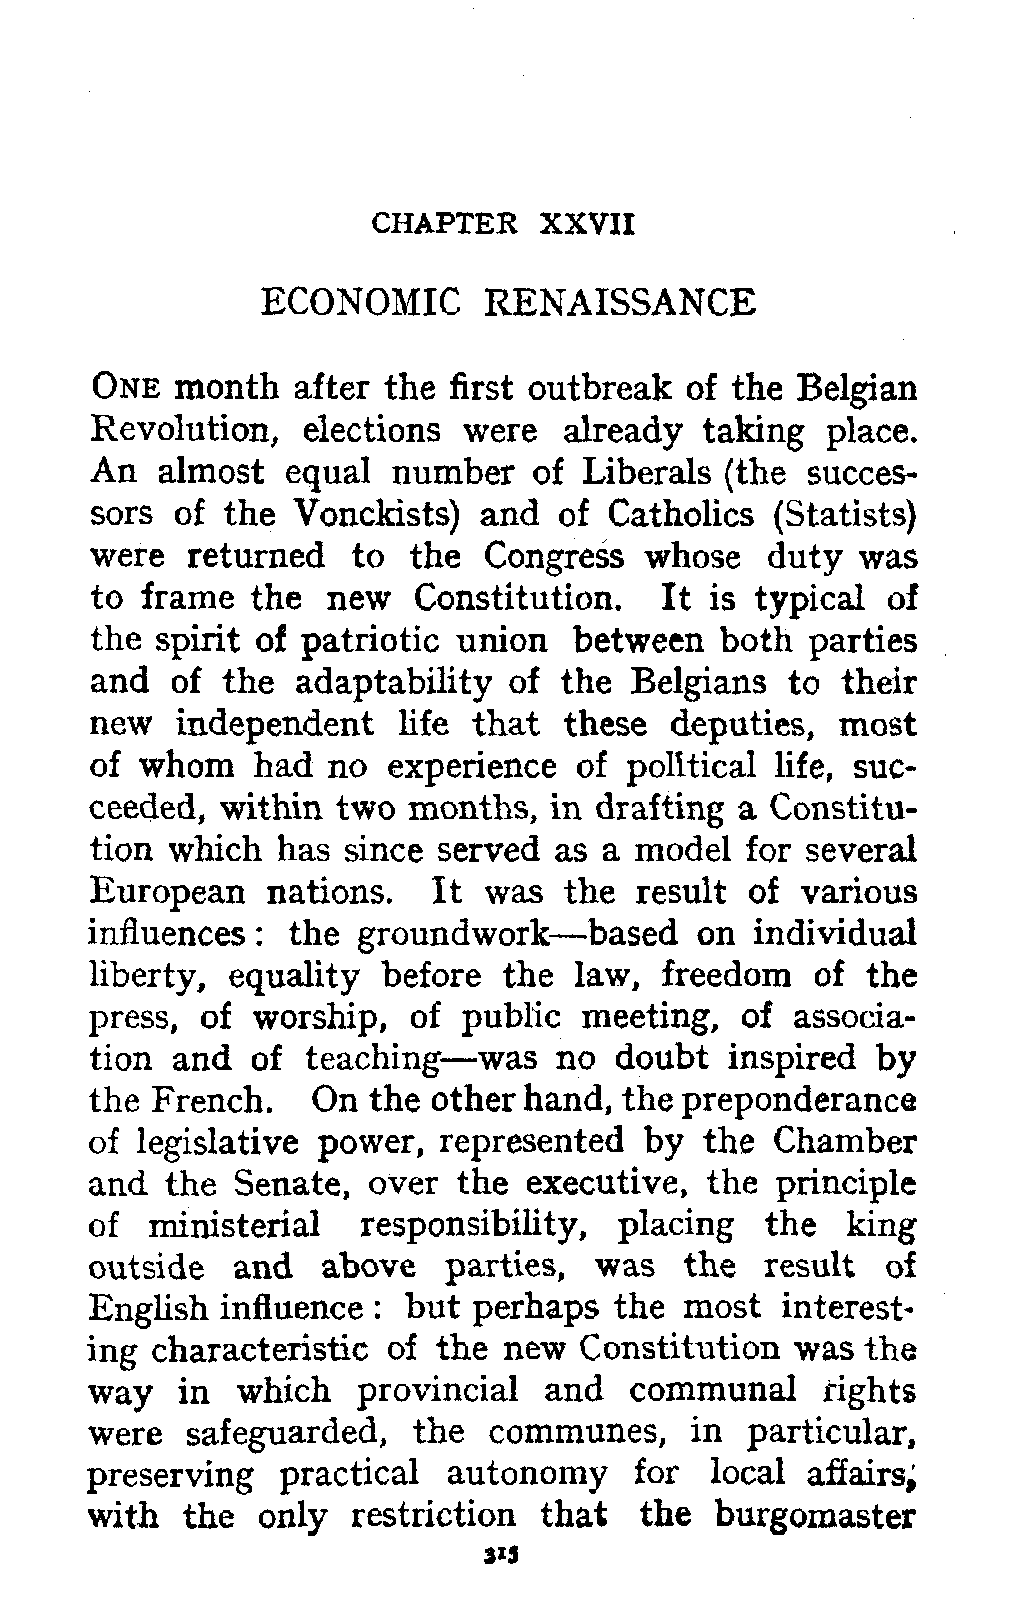 CHAPTER XXVII
ECONOMIC RENAISSANCE
ONE month after the first outbreak of the Belgian
Revolution, elections were already taking place.
An almost equal number of Liberals (the succes-
sors of the Vonckists) and of Catholics (Statists)
were returned to the Congress whose duty was
to frame the new Constitution. It is typical of
the spirit of patriotic union between both parties
and of the adaptability of the Belgians to their
new independent life that these deputies, most
of whom had no experience of political life, suc-
ceeded, within two months, in drafting a Constitu-
tion which has since served as a model for several
European nations. It was the result of various
influences : the groundwork—based on individual
liberty, equality before the law, freedom of the
press, of worship, of public meeting, of associa-
tion and of teaching—was no doubt inspired by
the French. On the other hand, the preponderance
of legislative power, represented by the Chamber
and the Senate, over the executive, the principle
of ministerial responsibility, placing the king
outside and above parties, was the result of
English influence : but perhaps the most interest-
ing characteristic of the new Constitution was the
way in which provincial and communal rights
were safeguarded, the communes, in particular,
preserving practical autonomy for local affairs,
with the only restriction that the burgomaster
315